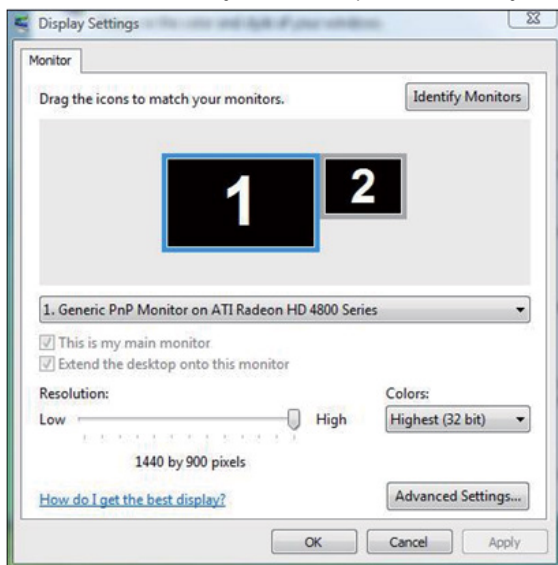 Display Settings
Monitor
Drag the icons to match your monitors.
Identify Monitors
1
2
1. Generic PnP Monitor on ATI Radeon HD 4800 Series
This is my main monitor
Extend the desktop onto this monitor
Resolution:
Colors:
Low
High
Highest (32 bit)
1440 by 900 pixels
How do I get the best display?
Advanced Settings...
OK
Cancel
Apply